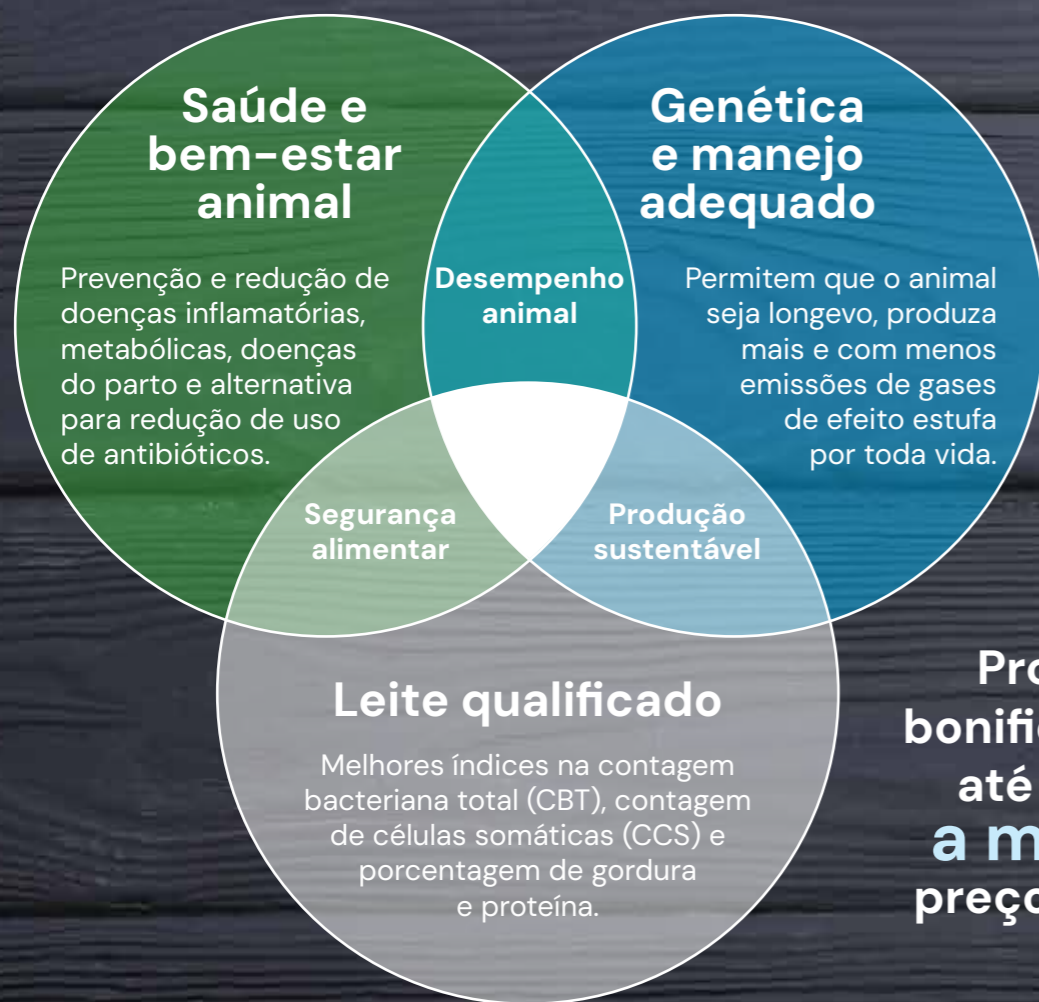 Saúde e
bem-estar
animal
Prevenção e redução de
doenças inflamatórias,
metabólicas, doenças
do parto e alternativa
para redução de uso
de antibióticos.
Genética
e manejo
adequado
Permitem que o animal
seja longevo, produza
mais e com menos
emissões de gases
de efeito estufa
por toda vida.
Desempenho
animal
Segurança
alimentar
Produção
sustentável
Leite qualificado
Melhores índices na contagem
bacteriana total (CBT), contagem
de células somáticas (CCS) e
porcentagem de gordura
e proteína.
até
a m
preço